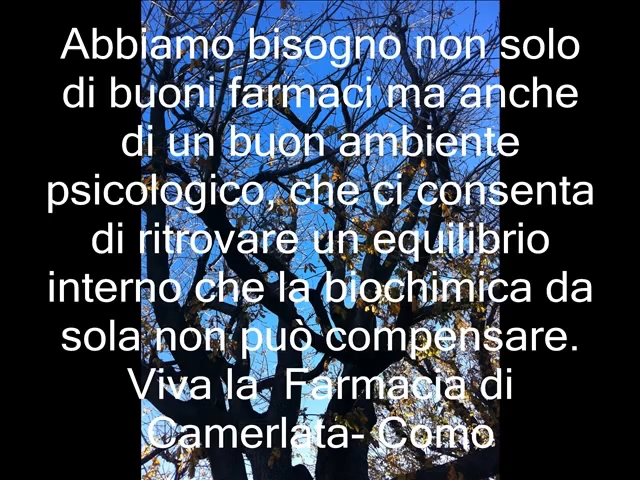 Abbiamo bisogno non solo
di buoni farmaci ma anche
di un buon ambiente
psicologico, che ci consenta
di ritrovare un equilibrio
interno che la biochimica da
sola non può compensare.
Viva la  Farmacia di
Camerlata- Como